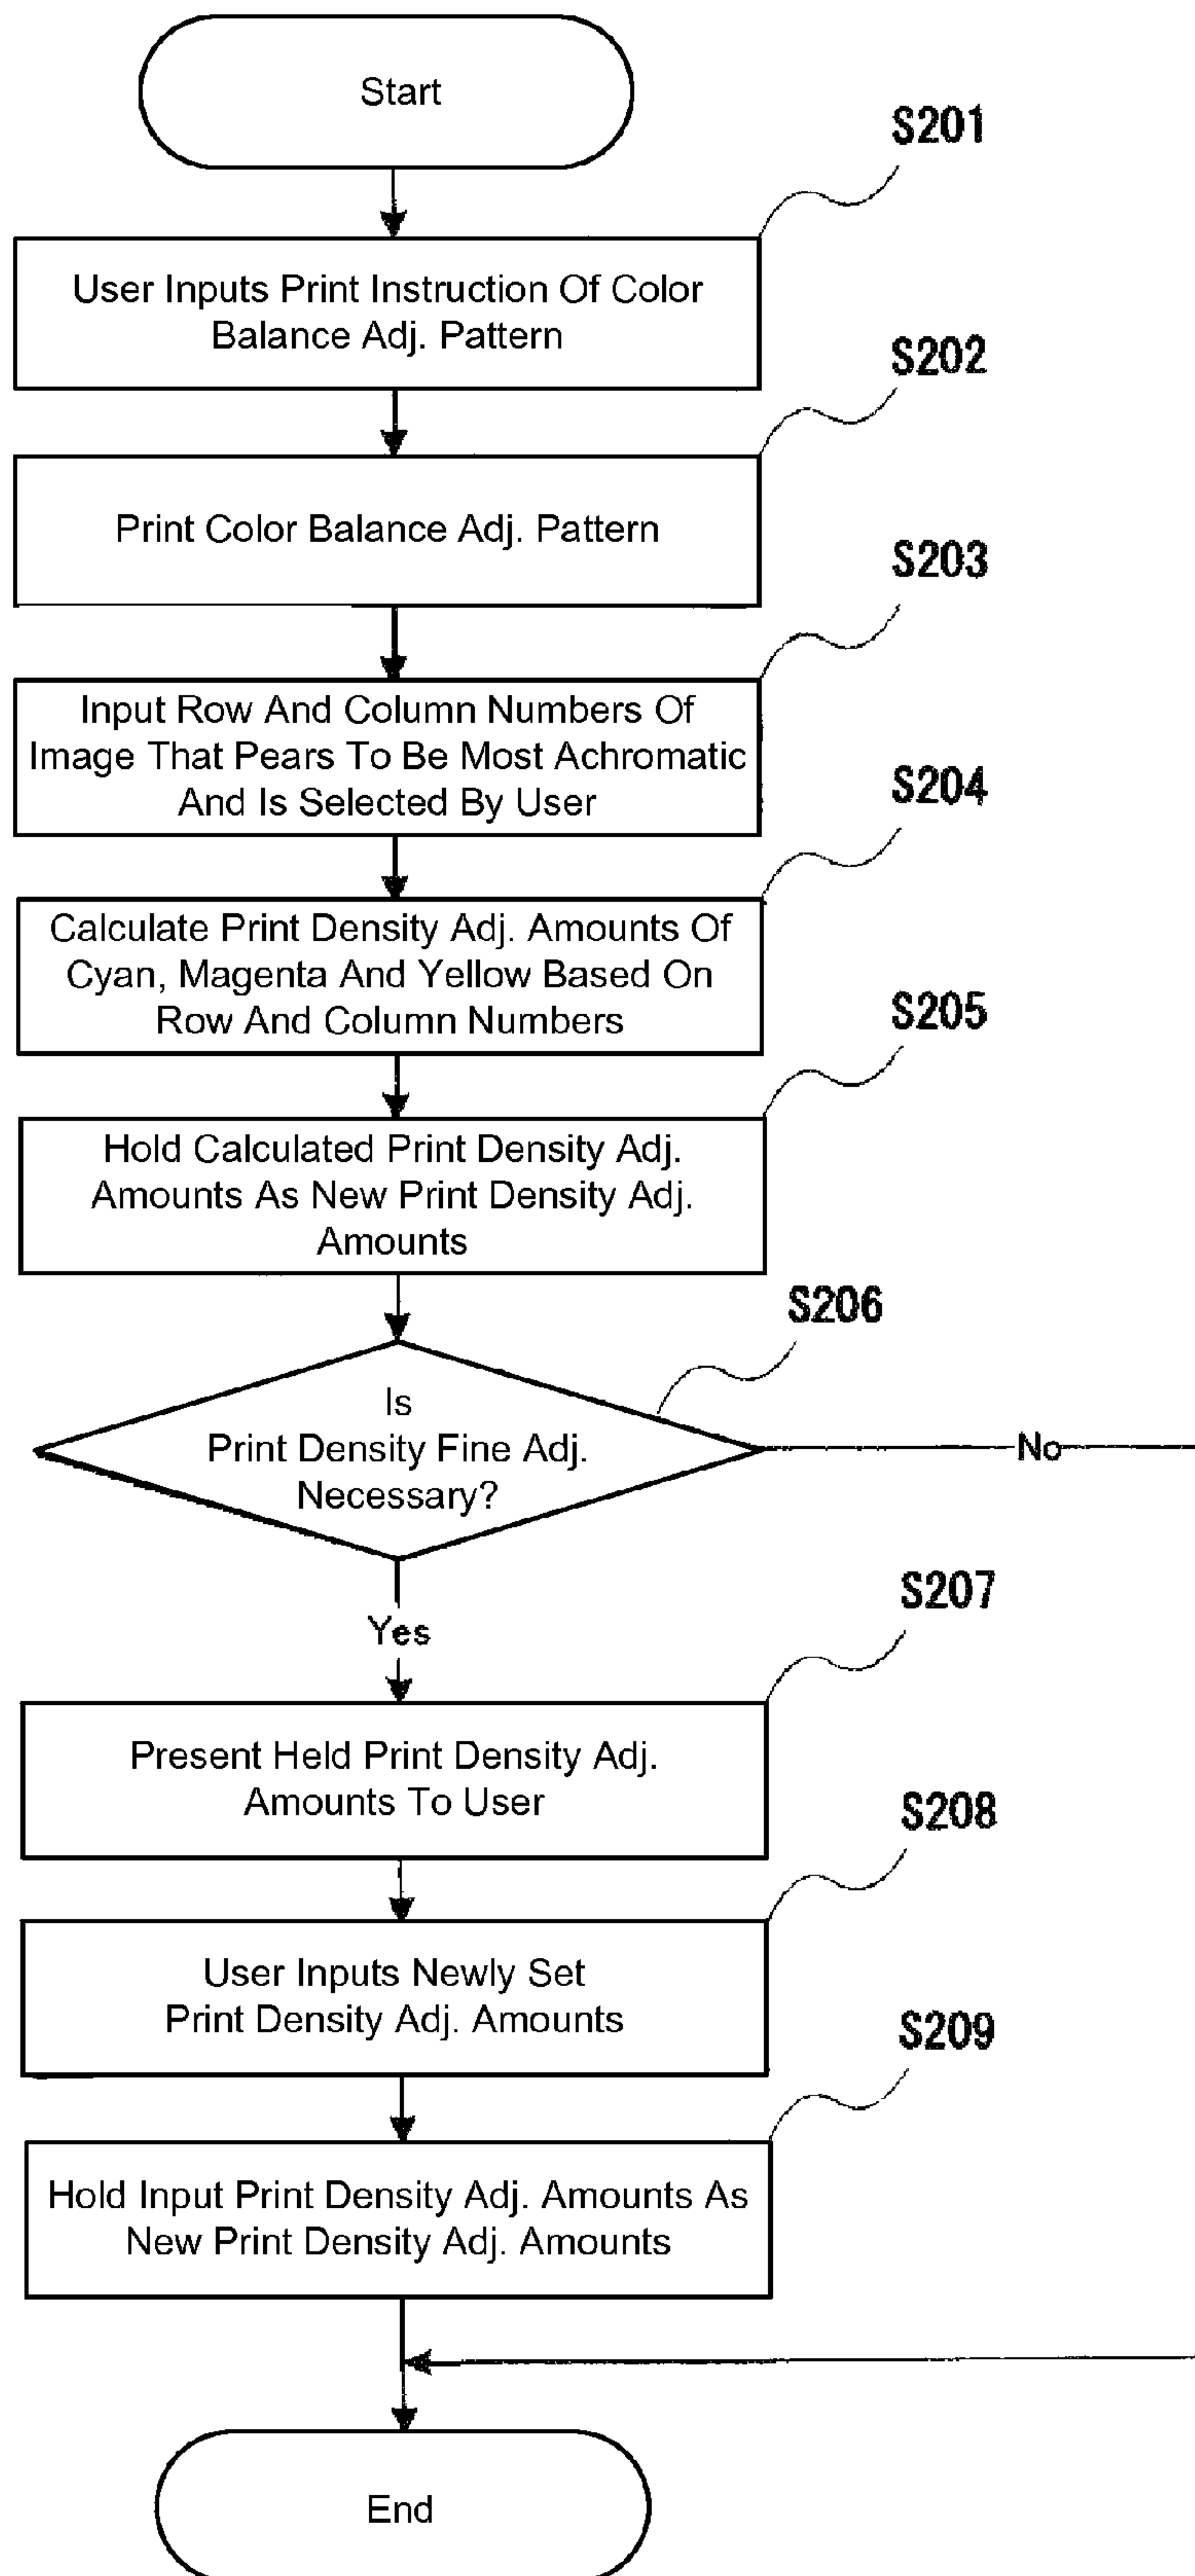 Start
S201
User Inputs Print Instruction Of Color
Balance Adj. Pattern
S202
Print Color Balance Adj. Pattern
S203
Input Row And Column Numbers Of
Image That Pears To Be Most Achromatic
And Is Selected By User
S204
Calculate Print Density Adj. Amounts Of
Cyan, Magenta And Yellow Based On
Row And Column Numbers
S205
Hold Calculated Print Density Adj.
Amounts As New Print Density Adj.
Amounts
S206
Is
Print Density Fine Adj.
Necessary?
No
Yes
S207
Present Held Print Density Adj.
Amounts To User
S208
User Inputs Newly Set
Print Density Adj. Amounts
S209
Hold Input Print Density Adj. Amounts As
New Print Density Adj. Amounts
End